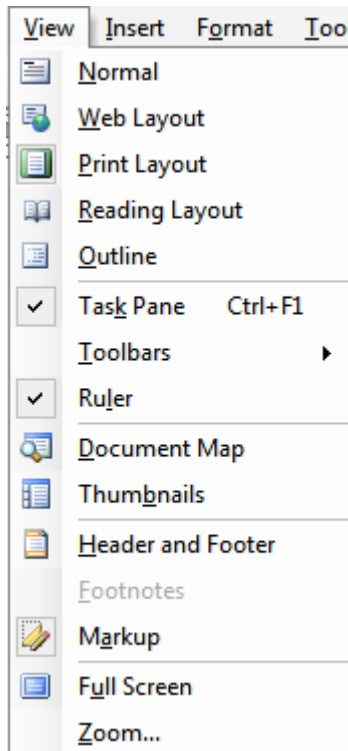 View Insert Format Too
Normal
Web Layout
Print Layout
Reading Layout
Outline
Task Pane Ctrl+F1
Toolbars
Ruler
Document Map
Thumbnails
Header and Footer
Footnotes
Markup
Full Screen
Zoom...